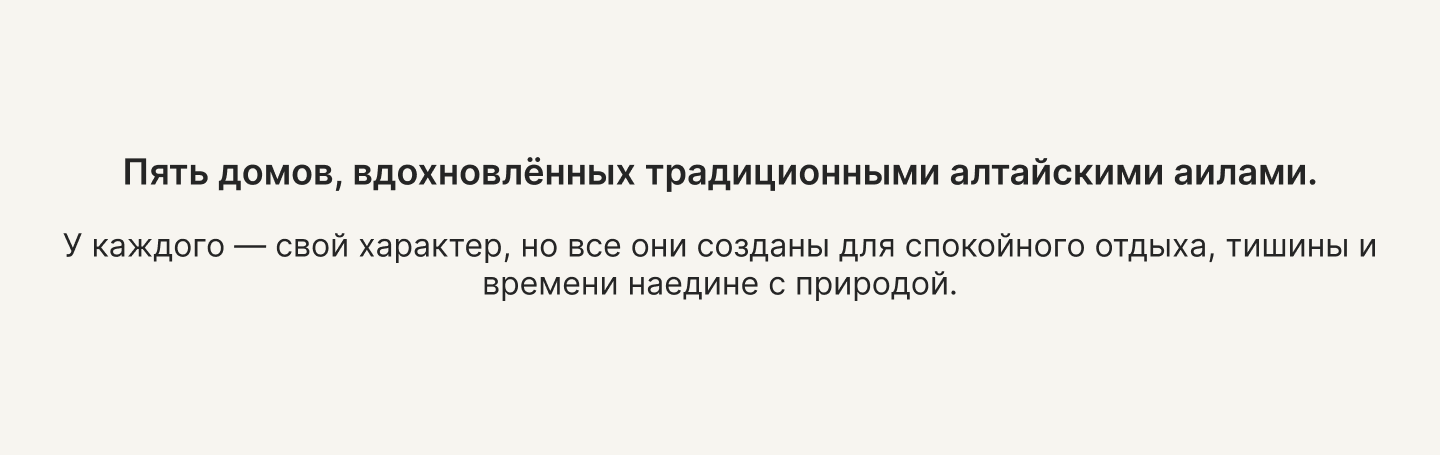 Пять домов, вдохновлённых традиционными алтайскими аилами.
У каждого — свой характер, но все они созданы для спокойного отдыха, тишины и
времени наедине с природой.